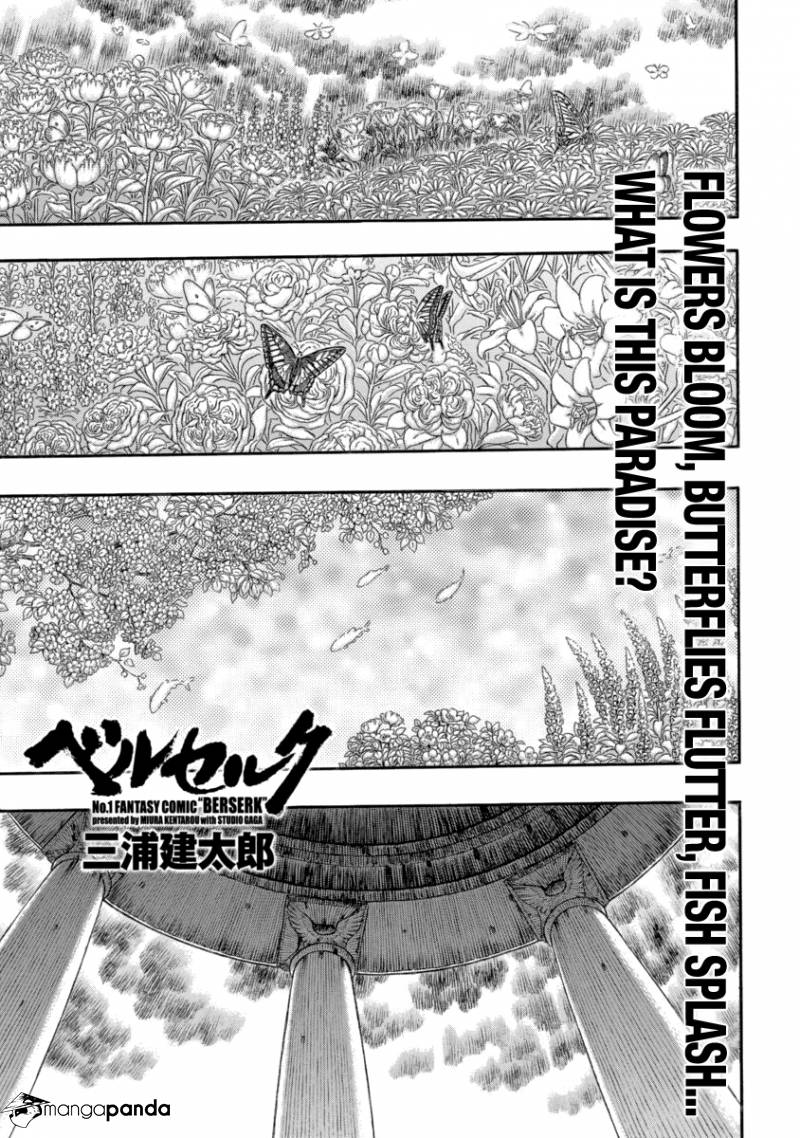 FLOWERS BLOOM, BUTTERFLIES FLUTTER, FISH SPLASH...
WHAT IS THIS PARADISE?
ベルセルク
No.1 FANTASY COMIC "BERSERK"
presented by MIURA KENTAROU with STUDIO GAGA
三浦建太郎
mangapanda